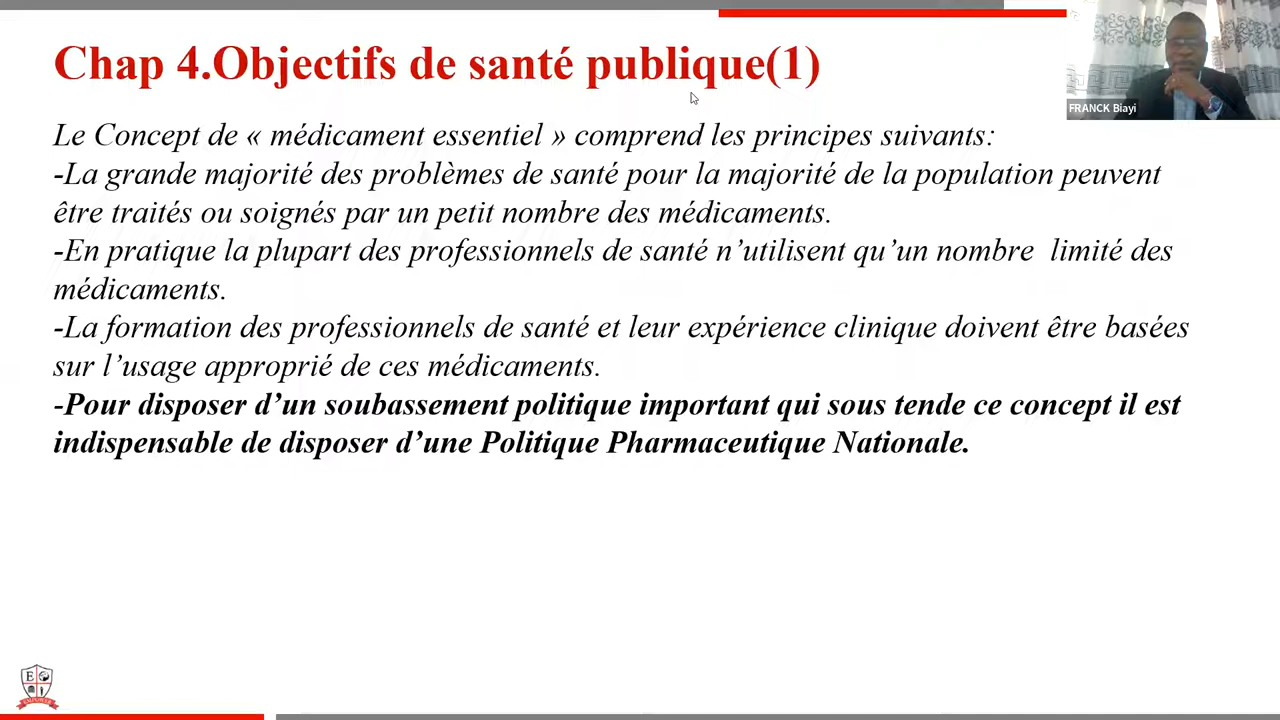 Chap 4.Objectifs de santé publique(1)
FRANCK Biayi
Le Concept de « médicament essentiel » comprend les principes suivants:
-La grande majorité des problèmes de santé pour la majorité de la population peuvent
être traités ou soignés par un petit nombre des médicaments.
-En pratique la plupart des professionnels de santé n’utilisent qu’un nombre limité des
médicaments.
-La formation des professionnels de santé et leur expérience clinique doivent être basées
sur l’usage approprié de ces médicaments.
-Pour disposer d’un soubassement politique important qui sous tende ce concept il est
indispensable de disposer d’une Politique Pharmaceutique Nationale.
E